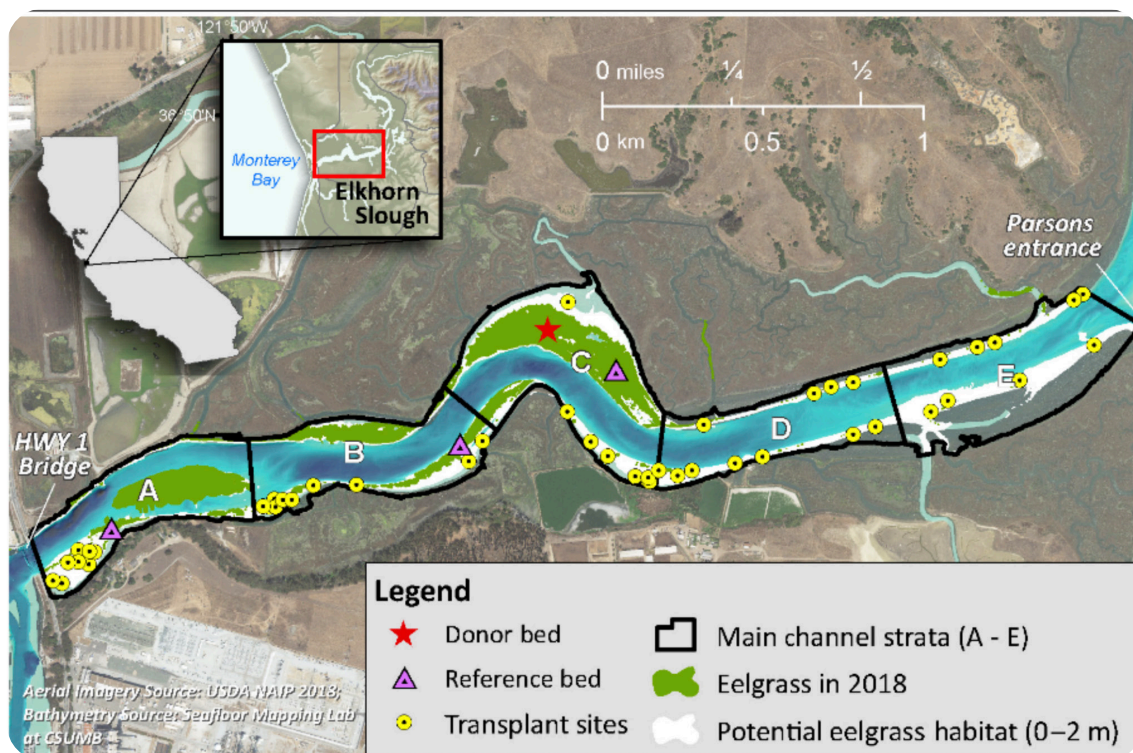 121°50'W
36°50'N
Monterey
Bay
Elkhorn
Slough
0 miles ¼ ½
0 km 0.5 1
Parsons
entrance
HWY 1
Bridge
A
B
C
D
E
Aerial Imagery Source: USDA NAIP 2018;
Bathymetry Source: Seafloor Mapping Lab
at CSUMB
Legend
Donor bed
Reference bed
Transplant sites
Main channel strata (A - E)
Eelgrass in 2018
Potential eelgrass habitat (0–2 m)